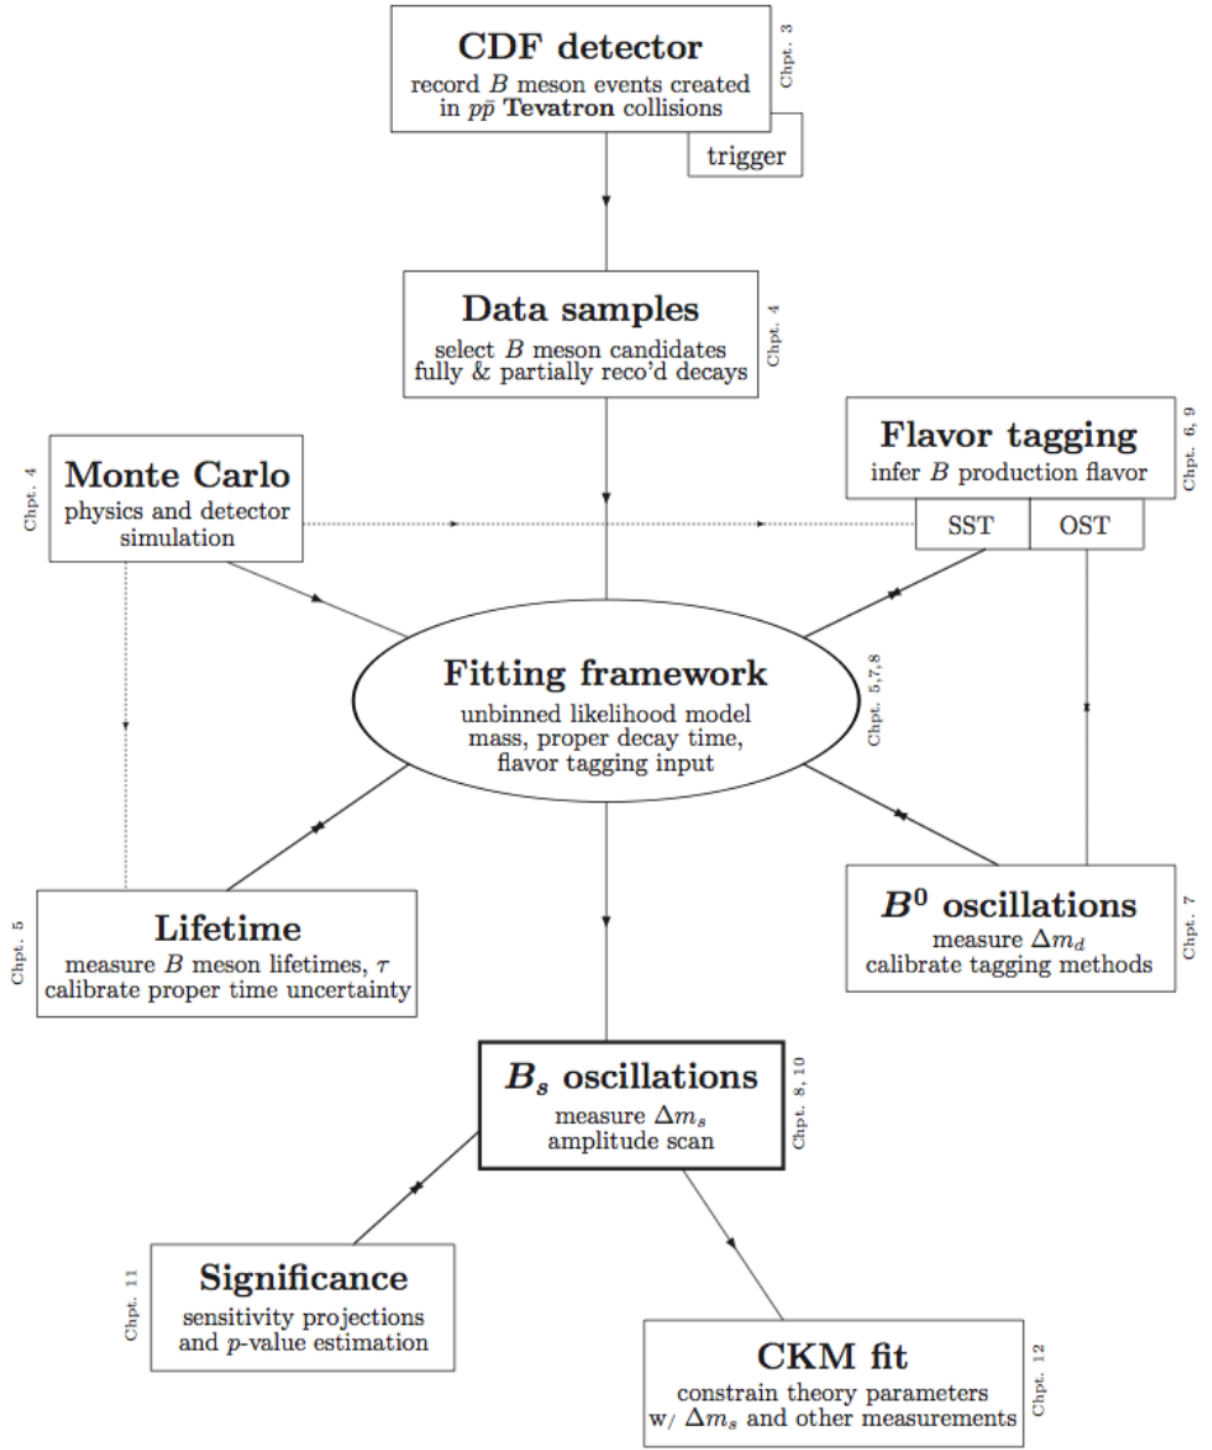 CDF detector
record B meson events created
in pp̄ Tevatron collisions
Chpt. 3
trigger
Data samples
select B meson candidates
fully & partially reco'd decays
Chpt. 4
Flavor tagging
infer B production flavor
Chpt. 6, 9
SST
OST
Monte Carlo
physics and detector
simulation
Chpt. 4
Fitting framework
unbinned likelihood model
mass, proper decay time,
flavor tagging input
Chpt. 5,7,8
Lifetime
measure B meson lifetimes, τ
calibrate proper time uncertainty
Chpt. 5
B⁰ oscillations
measure Δm_d
calibrate tagging methods
Chpt. 7
B_s oscillations
measure Δm_s
amplitude scan
Chpt. 8, 10
Significance
sensitivity projections
and p-value estimation
Chpt. 11
CKM fit
constrain theory parameters
w/ Δm_s and other measurements
Chpt. 12